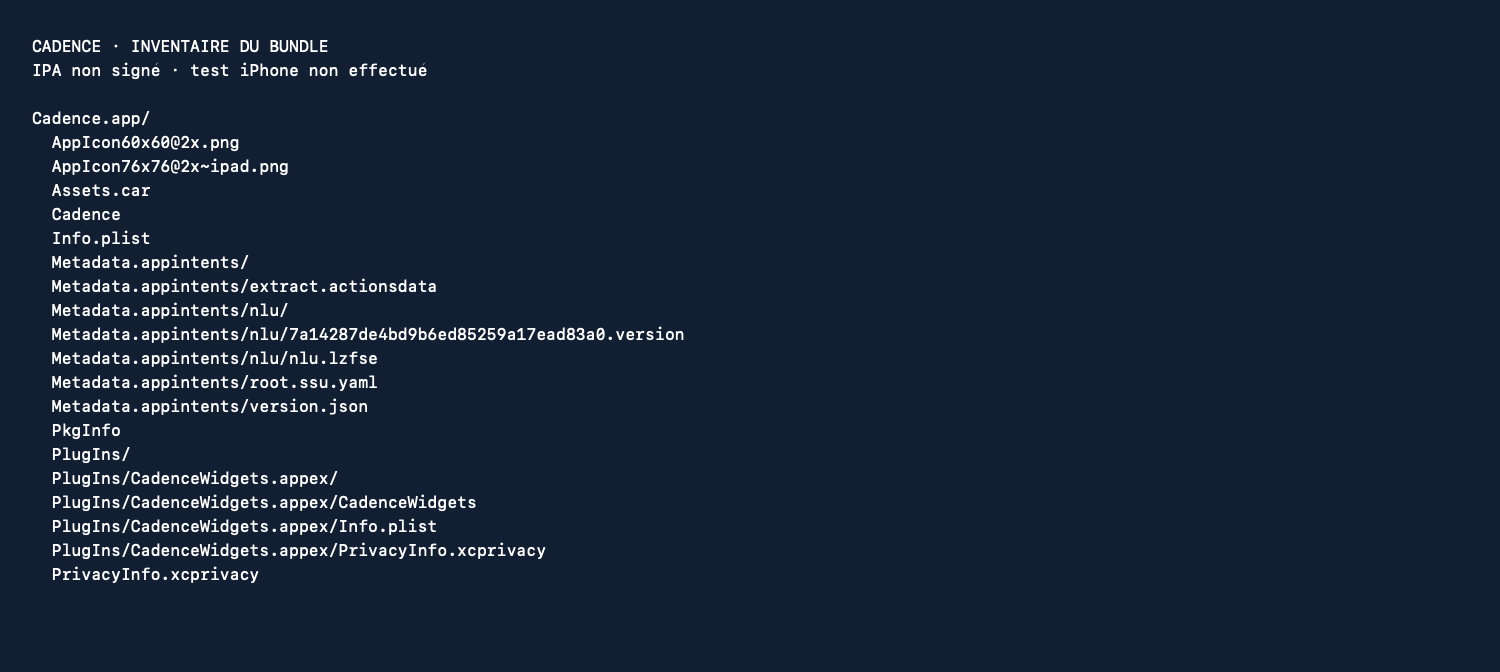 CADENCE · INVENTAIRE DU BUNDLE
IPA non signé · test iPhone non effectué
Cadence.app/
AppIcon60x60@2x.png
AppIcon76x76@2x~ipad.png
Assets.car
Cadence
Info.plist
Metadata.appintents/
Metadata.appintents/extract.actionsdata
Metadata.appintents/nlu/
Metadata.appintents/nlu/7a14287de4bd9b6ed85259a17ead83a0.version
Metadata.appintents/nlu/nlu.lzfse
Metadata.appintents/root.ssu.yaml
Metadata.appintents/version.json
PkgInfo
PlugIns/
PlugIns/CadenceWidgets.appex/
PlugIns/CadenceWidgets.appex/CadenceWidgets
PlugIns/CadenceWidgets.appex/Info.plist
PlugIns/CadenceWidgets.appex/PrivacyInfo.xcprivacy
PrivacyInfo.xcprivacy